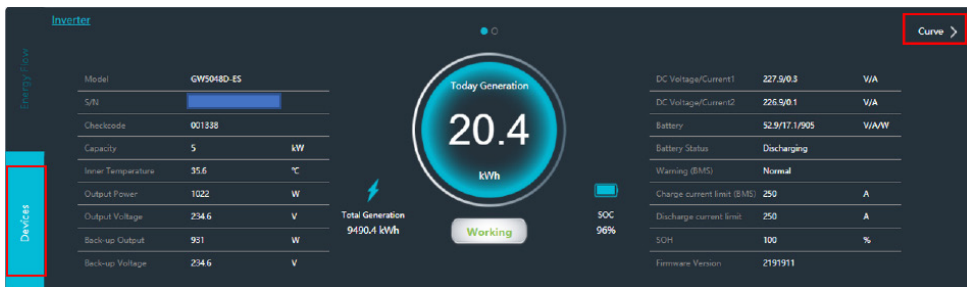 Inverter
Curve >
Energy Flow
Devices
Model GW5048D-ES
S/N
Checkcode 001338
Capacity 5 kW
Inner Temperature 35.6 ℃
Output Power 1022 W
Output Voltage 234.6 V
Back-up Output 931 W
Back-up Voltage 234.6 V
Today Generation
20.4
kWh
Total Generation
9490.4 kWh
Working
SOC
96%
DC Voltage/Current1 227.9/0.3 V/A
DC Voltage/Current2 226.9/0.1 V/A
Battery 52.9/17.1/905 V/A/W
Battery Status Discharging
Warning (BMS) Normal
Charge current limit (BMS) 250 A
Discharge current limit 250 A
SOH 100 %
Firmware Version 2191911